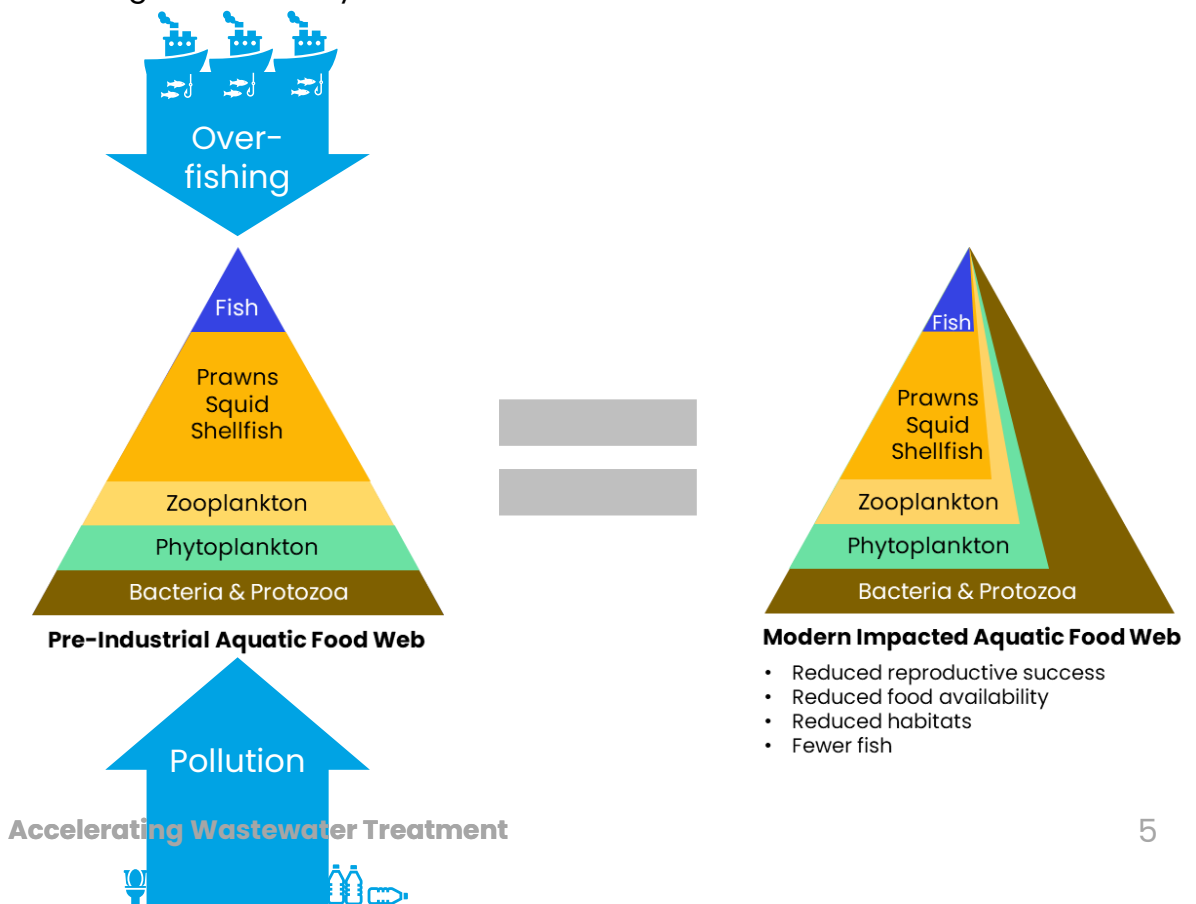 Over-
fishing
Fish
Prawns
Squid
Shellfish
Zooplankton
Phytoplankton
Bacteria & Protozoa
Pre-Industrial Aquatic Food Web
Pollution
Fish
Prawns
Squid
Shellfish
Zooplankton
Phytoplankton
Bacteria & Protozoa
Modern Impacted Aquatic Food Web
• Reduced reproductive success
• Reduced food availability
• Reduced habitats
• Fewer fish
Accelerating Wastewater Treatment
5